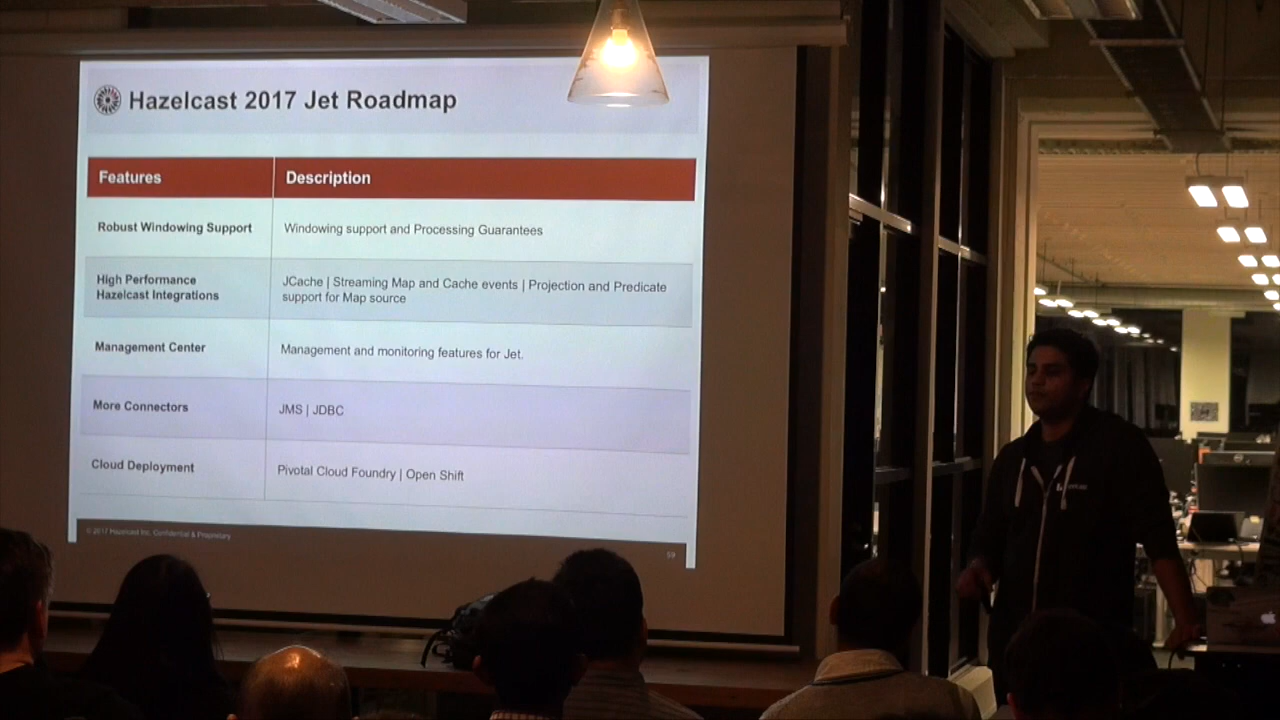 Hazelcast 2017 Jet Roadmap
Features
Description
Robust Windowing Support
Windowing support and Processing Guarantees
High Performance
Hazelcast Integrations
JCache | Streaming Map and Cache events | Projection and Predicate
support for Map source
Management Center
Management and monitoring features for Jet.
More Connectors
JMS | JDBC
Cloud Deployment
Pivotal Cloud Foundry | Open Shift
© 2017 Hazelcast Inc. Confidential & Proprietary
59